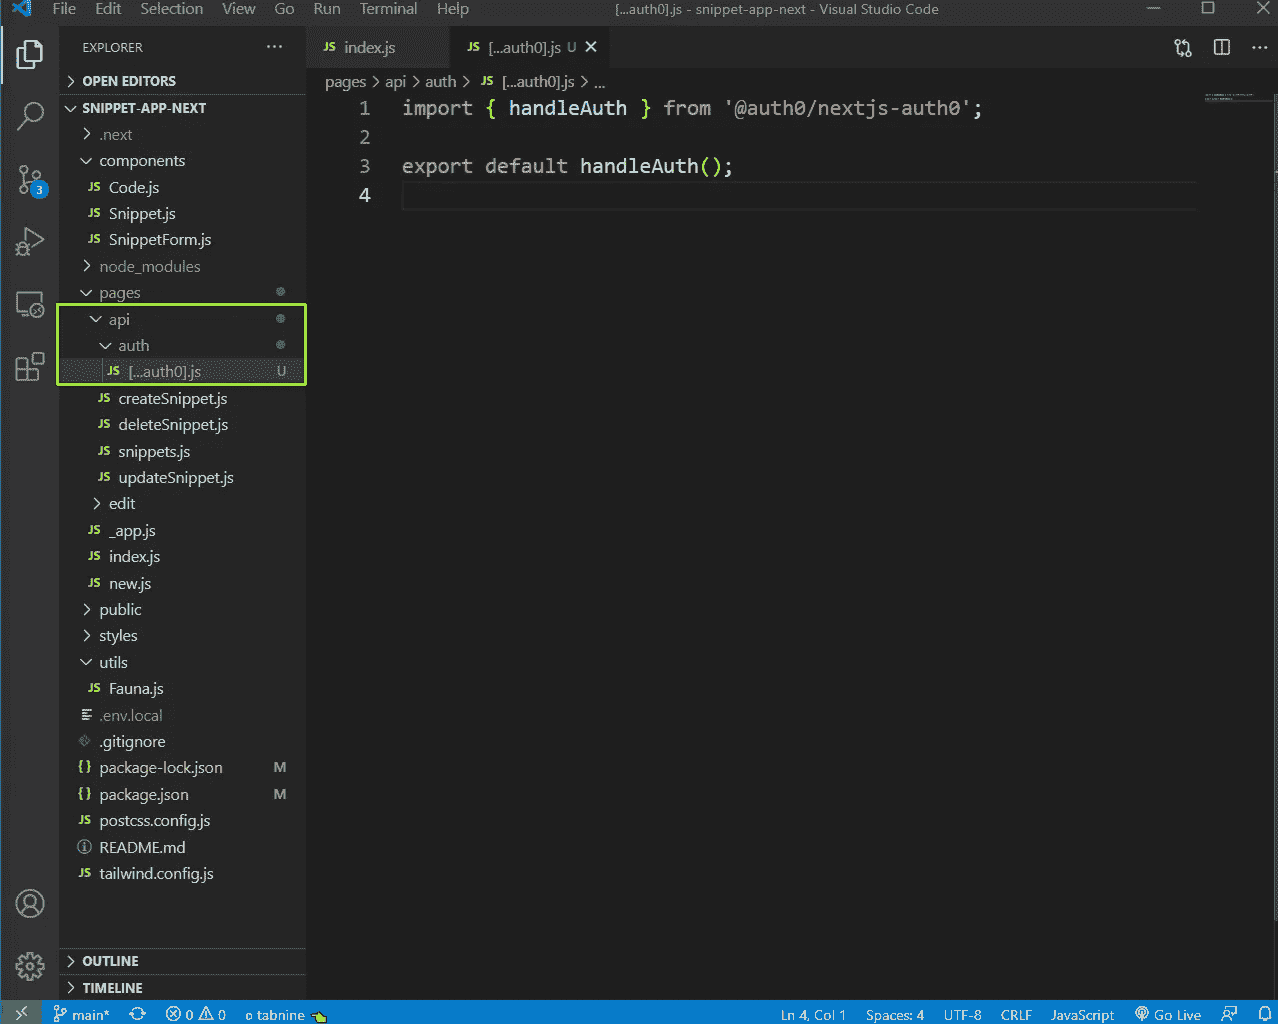 File Edit Selection View Go Run Terminal Help [...auth0].js - snippet-app-next - Visual Studio Code
EXPLORER ...
OPEN EDITORS
SNIPPET-APP-NEXT
.next
components
JS Code.js
JS Snippet.js
JS SnippetForm.js
node_modules
pages
api
auth
JS [...auth0].js U
JS createSnippet.js
JS deleteSnippet.js
JS snippets.js
JS updateSnippet.js
edit
JS _app.js
JS index.js
JS new.js
public
styles
utils
JS Fauna.js
.env.local
.gitignore
{} package-lock.json M
{} package.json M
JS postcss.config.js
README.md
JS tailwind.config.js
OUTLINE
TIMELINE
3
JS index.js JS [...auth0].js U
pages > api > auth > JS [...auth0].js > ...
1 import { handleAuth } from '@auth0/nextjs-auth0';
2
3 export default handleAuth();
4
main* 0 0 c tabnine Ln 4, Col 1 Spaces: 4 UTF-8 CRLF JavaScript Go Live